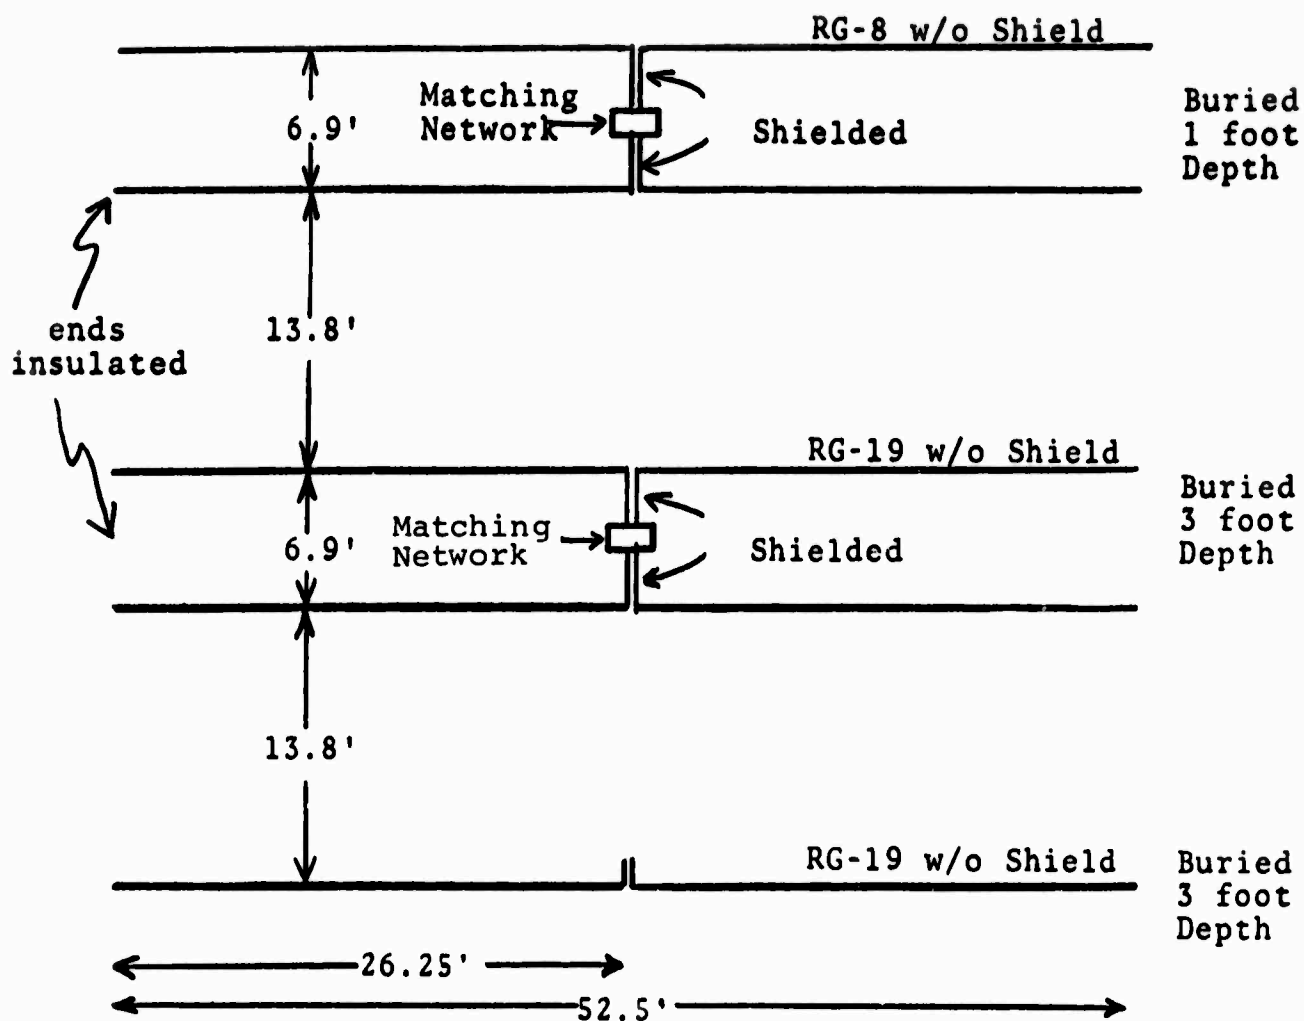 RG-8 w/o Shield
Matching
Network
6.9'
Shielded
Buried
1 foot
Depth
ends
insulated
13.8'
RG-19 w/o Shield
Matching
Network
6.9'
Shielded
Buried
3 foot
Depth
13.8'
RG-19 w/o Shield
Buried
3 foot
Depth
26.25'
52.5'